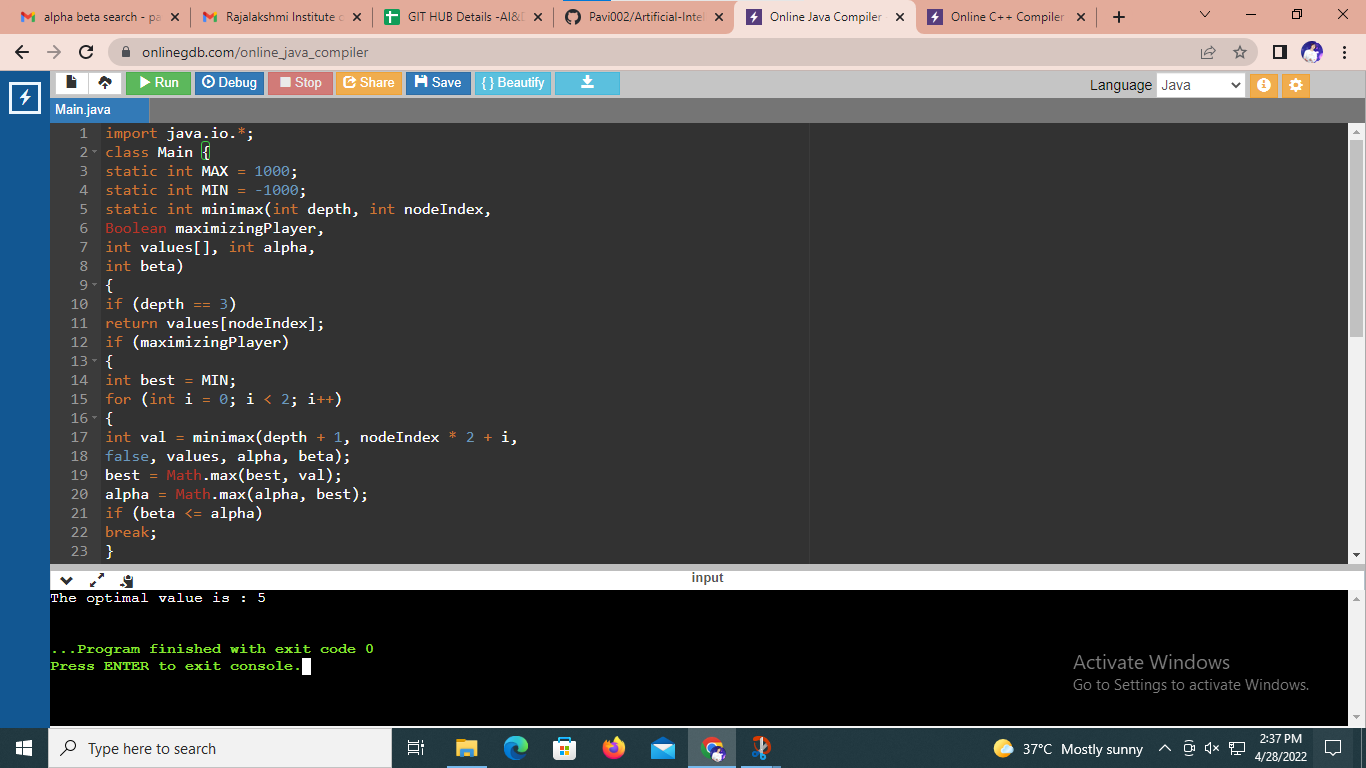 alpha beta search - pa
Rajalakshmi Institute o
GIT HUB Details -AI&D
Pavi002/Artificial-Intel
Online Java Compiler
Online C++ Compiler
onlinegdb.com/online_java_compiler
Run
Debug
Stop
Share
Save
{ } Beautify
Language
Java
Main.java
1 import java.io.*;
2 class Main {
3 static int MAX = 1000;
4 static int MIN = -1000;
5 static int minimax(int depth, int nodeIndex,
6 Boolean maximizingPlayer,
7 int values[], int alpha,
8 int beta)
9 {
10 if (depth == 3)
11 return values[nodeIndex];
12 if (maximizingPlayer)
13 {
14 int best = MIN;
15 for (int i = 0; i < 2; i++)
16 {
17 int val = minimax(depth + 1, nodeIndex * 2 + i,
18 false, values, alpha, beta);
19 best = Math.max(best, val);
20 alpha = Math.max(alpha, best);
21 if (beta <= alpha)
22 break;
23 }
input
The optimal value is : 5
...Program finished with exit code 0
Press ENTER to exit console.
Activate Windows
Go to Settings to activate Windows.
Type here to search
37°C Mostly sunny
2:37 PM
4/28/2022